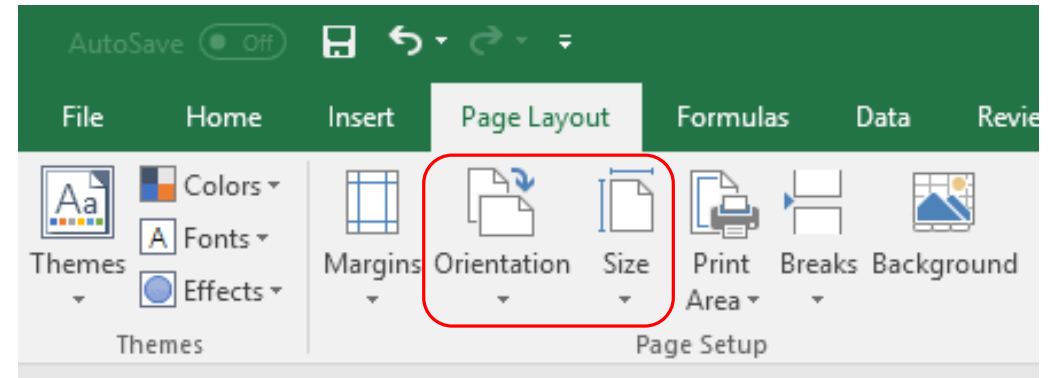 AutoSave Off
File Home Insert Page Layout Formulas Data Revie
Aa Colors
A Fonts
Themes Effects
Margins Orientation Size Print Area Breaks Background
Themes Page Setup